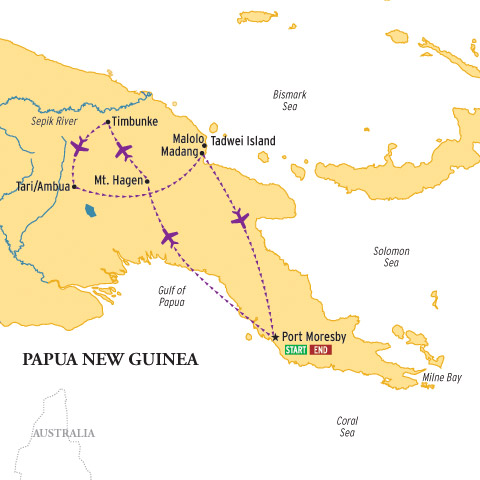 Bismark
Sea
Sepik River
Timbunke
Malolo
Tadwei Island
Madang
Mt. Hagen
Tari/Ambua
Solomon
Sea
Gulf of
Papua
Port Moresby
START END
PAPUA NEW GUINEA
Milne Bay
Coral
Sea
AUSTRALIA